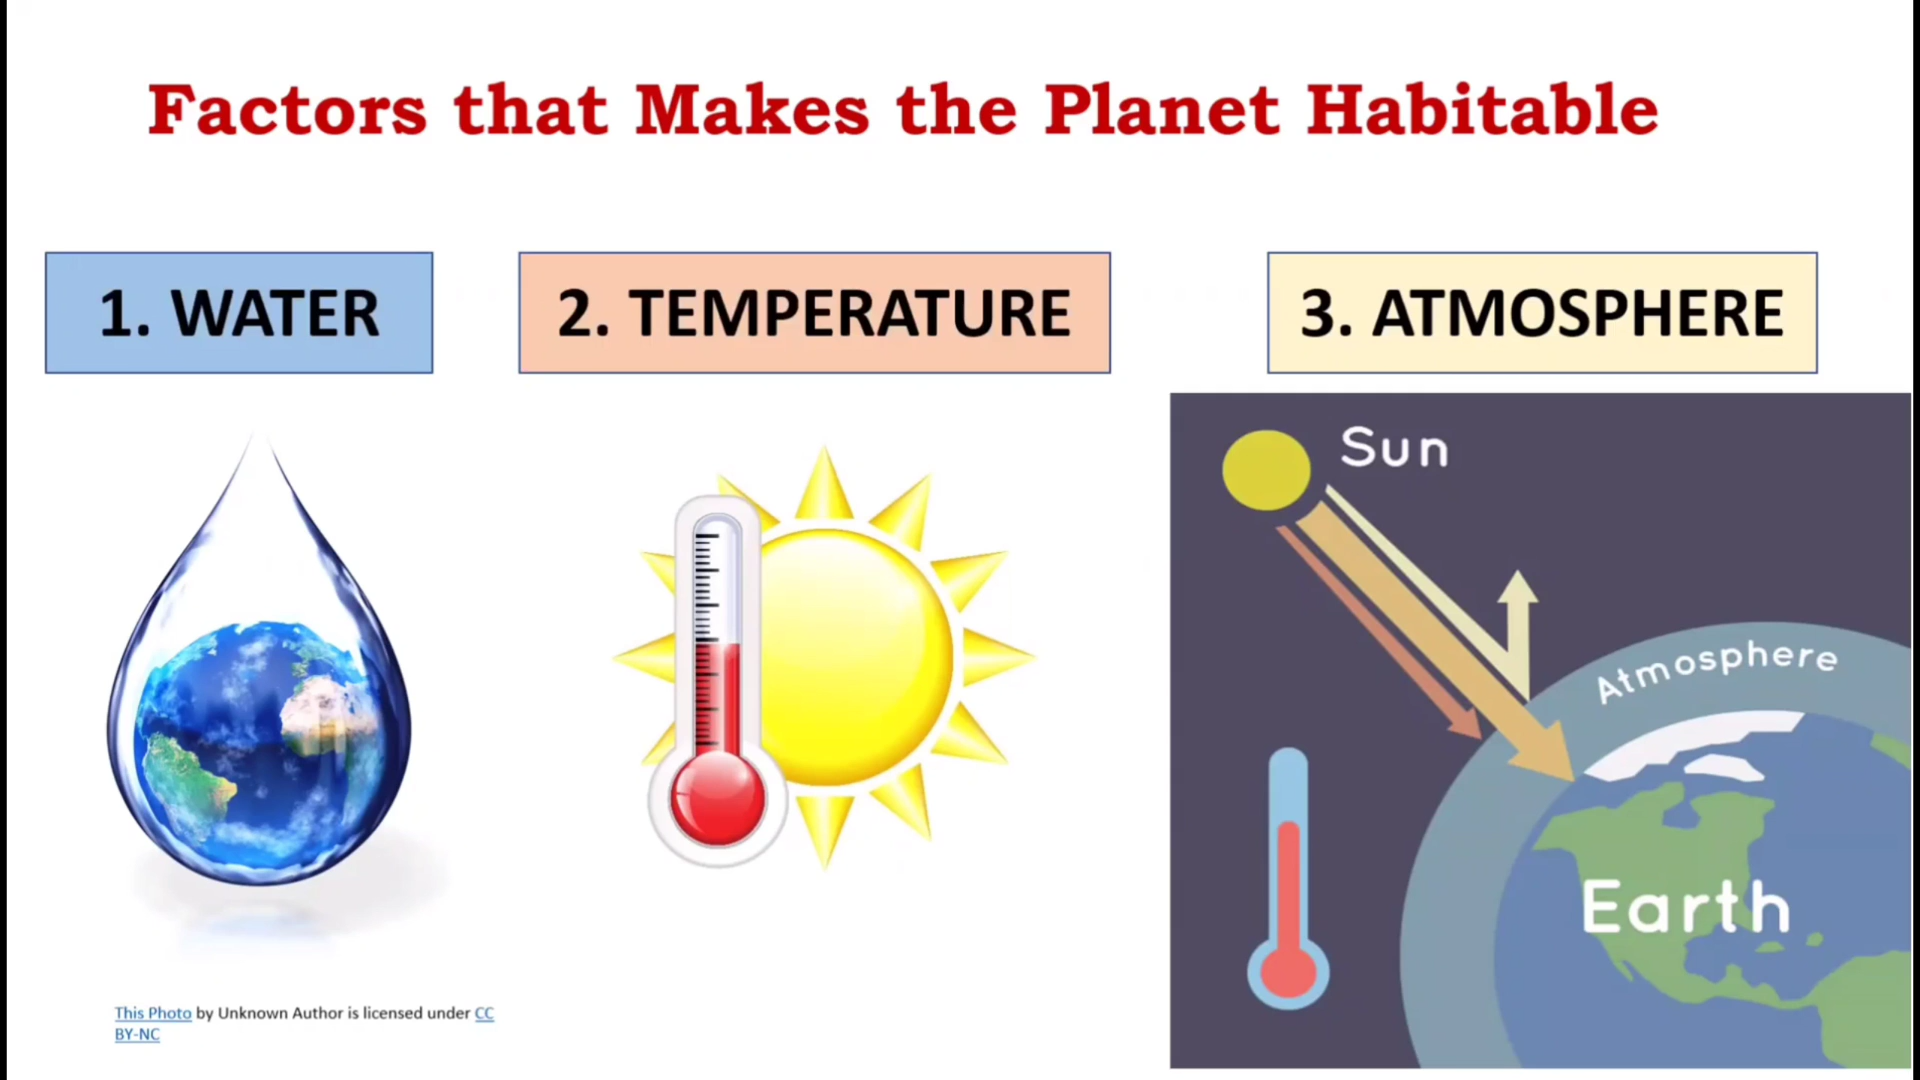 Factors that Makes the Planet Habitable
1. WATER
2. TEMPERATURE
3. ATMOSPHERE
Sun
Atmosphere
Earth
This Photo by Unknown Author is licensed under CC
BY-NC